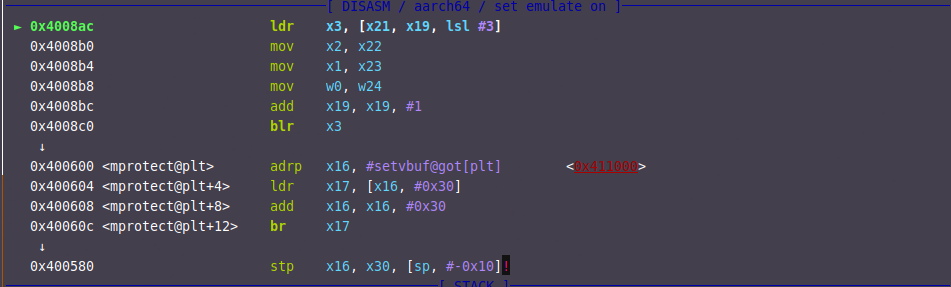 [ DISASM / aarch64 / set emulate on ]
► 0x4008ac ldr x3, [x21, x19, lsl #3]
0x4008b0 mov x2, x22
0x4008b4 mov x1, x23
0x4008b8 mov w0, w24
0x4008bc add x19, x19, #1
0x4008c0 blr x3
↓
0x400600 <mprotect@plt> adrp x16, #setvbuf@got[plt] <0x411000>
0x400604 <mprotect@plt+4> ldr x17, [x16, #0x30]
0x400608 <mprotect@plt+8> add x16, x16, #0x30
0x40060c <mprotect@plt+12> br x17
↓
0x400580 stp x16, x30, [sp, #-0x10]!
[ STACK ]